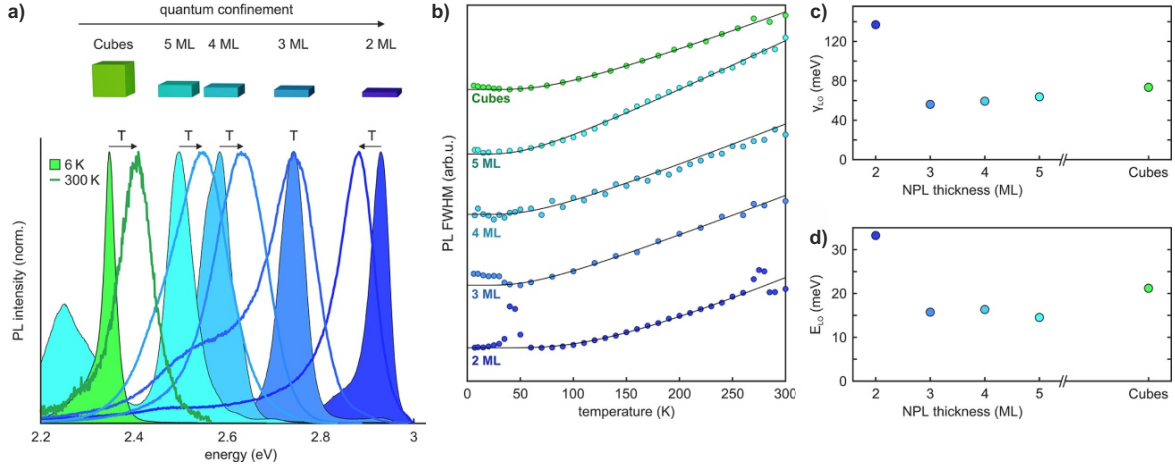 a)
quantum confinement
Cubes 5 ML 4 ML 3 ML 2 ML
T T T T T
6 K
300 K
PL intensity (norm.)
2.2 2.4 2.6 2.8 3
energy (eV)
b)
PL FWHM (arb.u.)
Cubes
5 ML
4 ML
3 ML
2 ML
0 50 100 150 200 250 300
temperature (K)
c)
γLO (meV)
120
80
40
0
2 3 4 5 Cubes
NPL thickness (ML)
d)
ELO (meV)
30
20
10
0
2 3 4 5 Cubes
NPL thickness (ML)